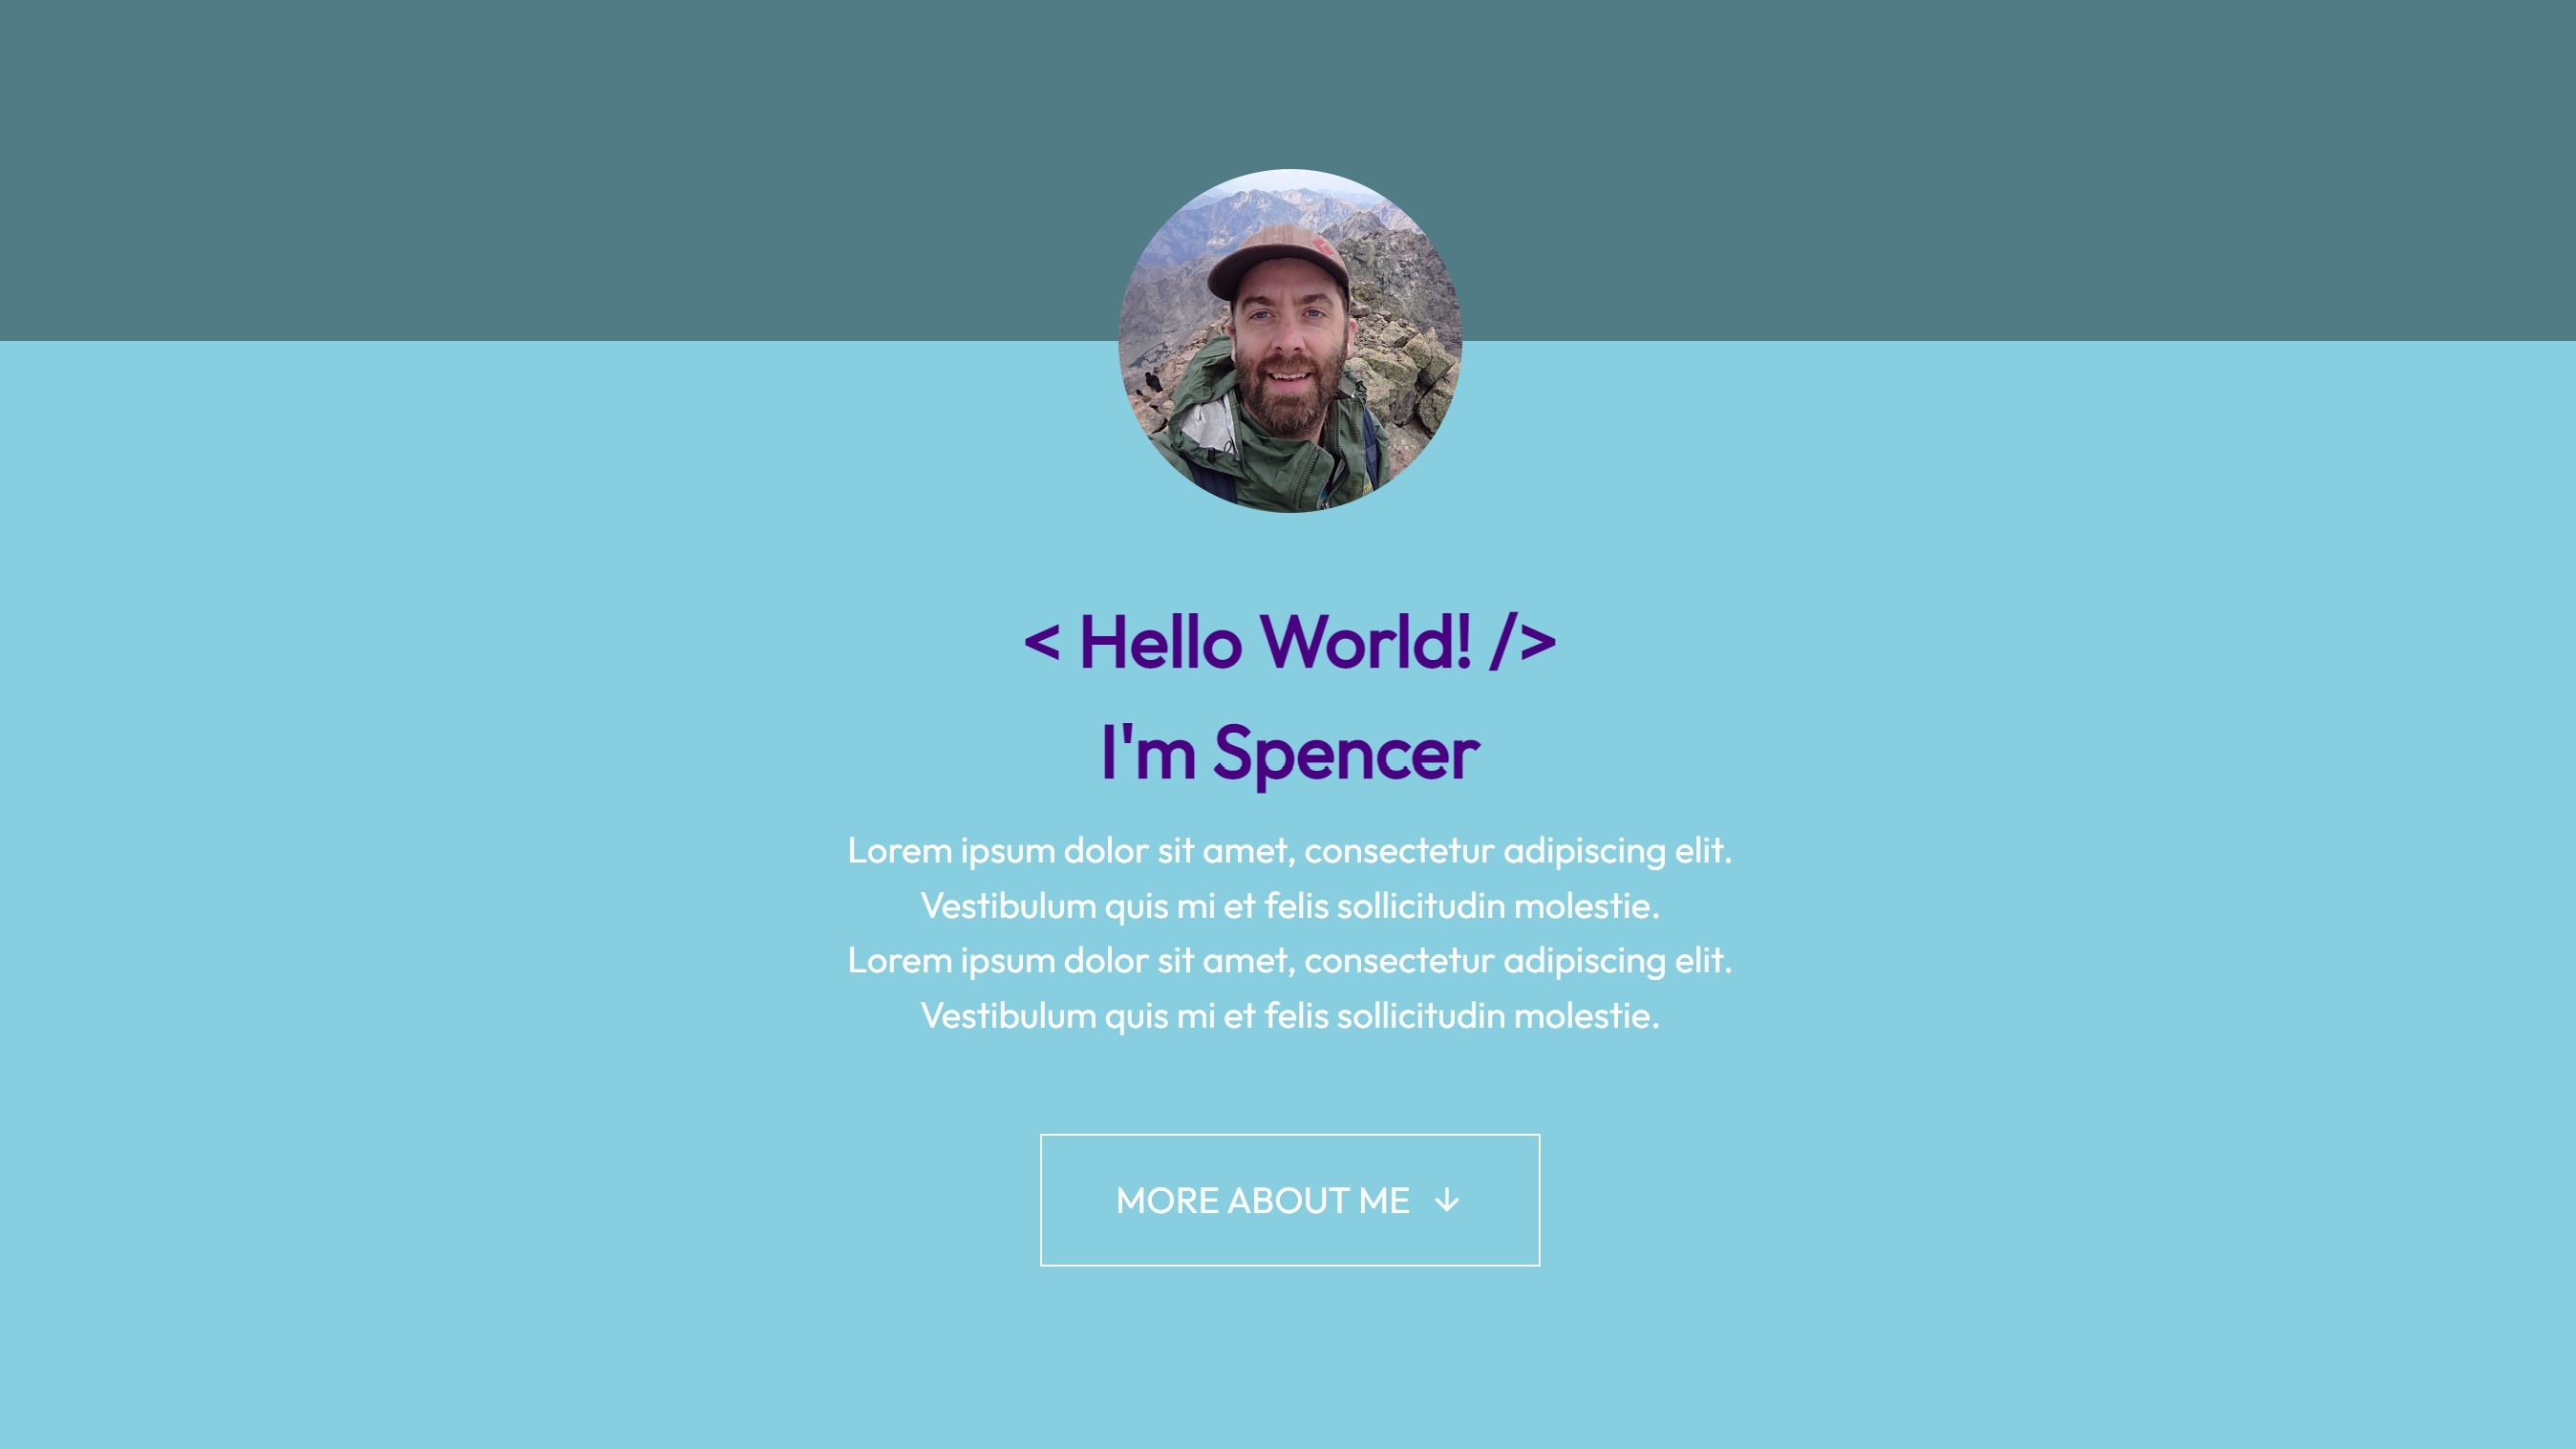 < Hello World! />
I'm Spencer
Lorem ipsum dolor sit amet, consectetur adipiscing elit.
Vestibulum quis mi et felis sollicitudin molestie.
Lorem ipsum dolor sit amet, consectetur adipiscing elit.
Vestibulum quis mi et felis sollicitudin molestie.
MORE ABOUT ME ↓